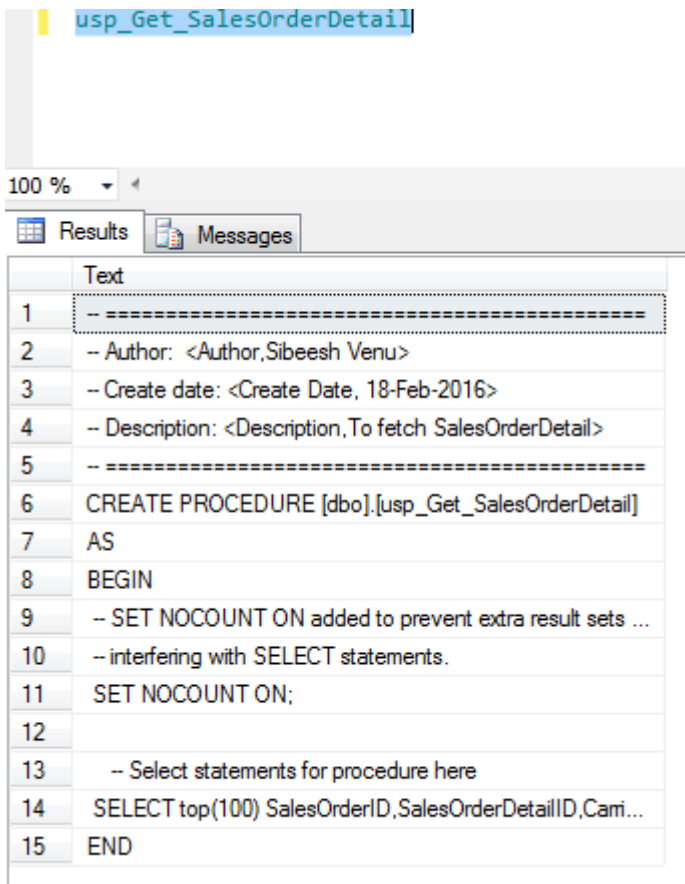 usp_Get_SalesOrderDetail
100 %
Results Messages
Text
1 -- =============================================
2 -- Author: <Author,Sibeesh Venu>
3 -- Create date: <Create Date, 18-Feb-2016>
4 -- Description: <Description,To fetch SalesOrderDetail>
5 -- =============================================
6 CREATE PROCEDURE [dbo].[usp_Get_SalesOrderDetail]
7 AS
8 BEGIN
9 -- SET NOCOUNT ON added to prevent extra result sets ...
10 -- interfering with SELECT statements.
11 SET NOCOUNT ON;
12
13 -- Select statements for procedure here
14 SELECT top(100) SalesOrderID,SalesOrderDetailID,Carri...
15 END